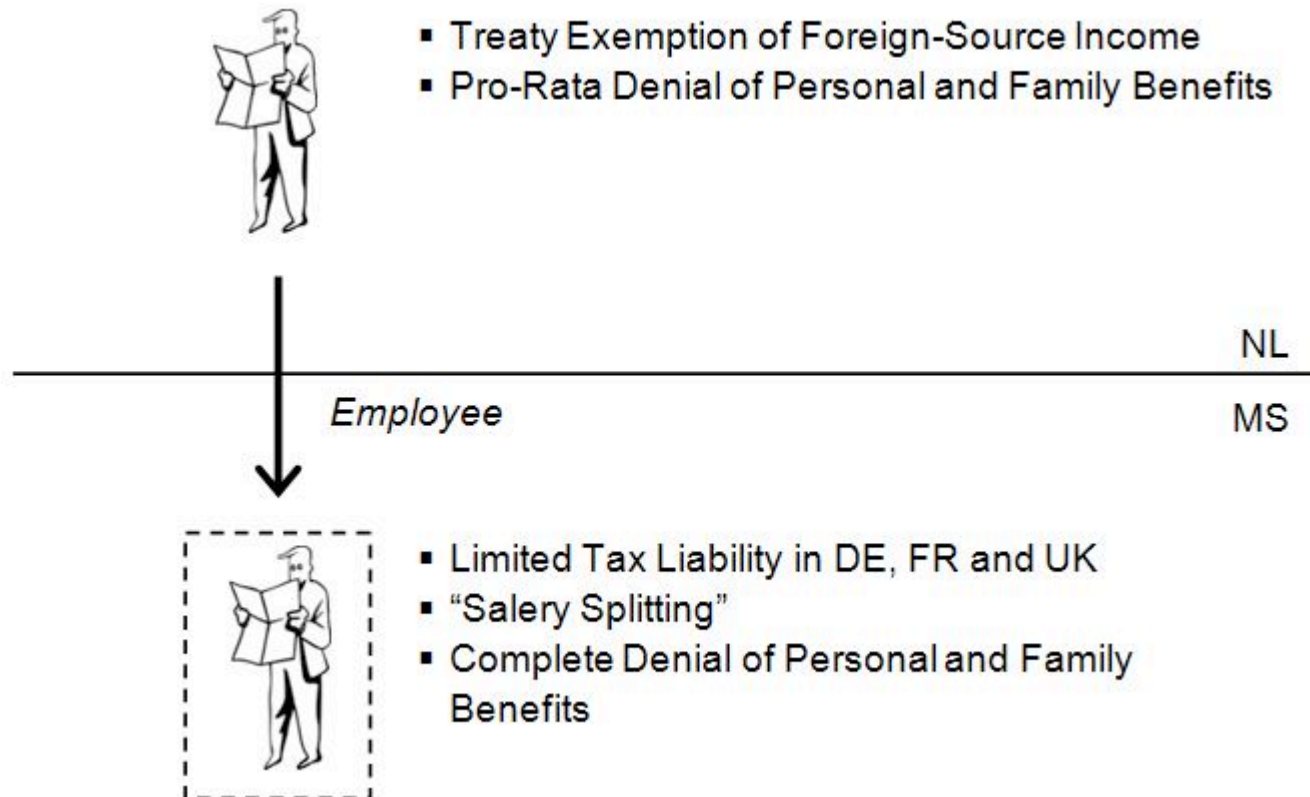 ▪ Treaty Exemption of Foreign-Source Income
▪ Pro-Rata Denial of Personal and Family Benefits
NL
Employee
MS
▪ Limited Tax Liability in DE, FR and UK
▪ “Salery Splitting”
▪ Complete Denial of Personal and Family
Benefits